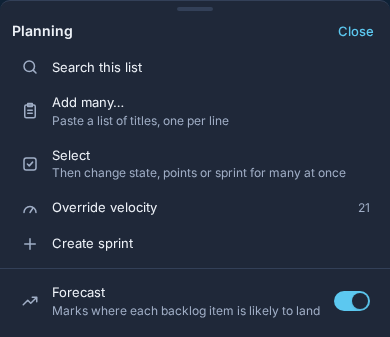 Planning
Close
Search this list
Add many...
Paste a list of titles, one per line
Select
Then change state, points or sprint for many at once
Override velocity
21
Create sprint
Forecast
Marks where each backlog item is likely to land